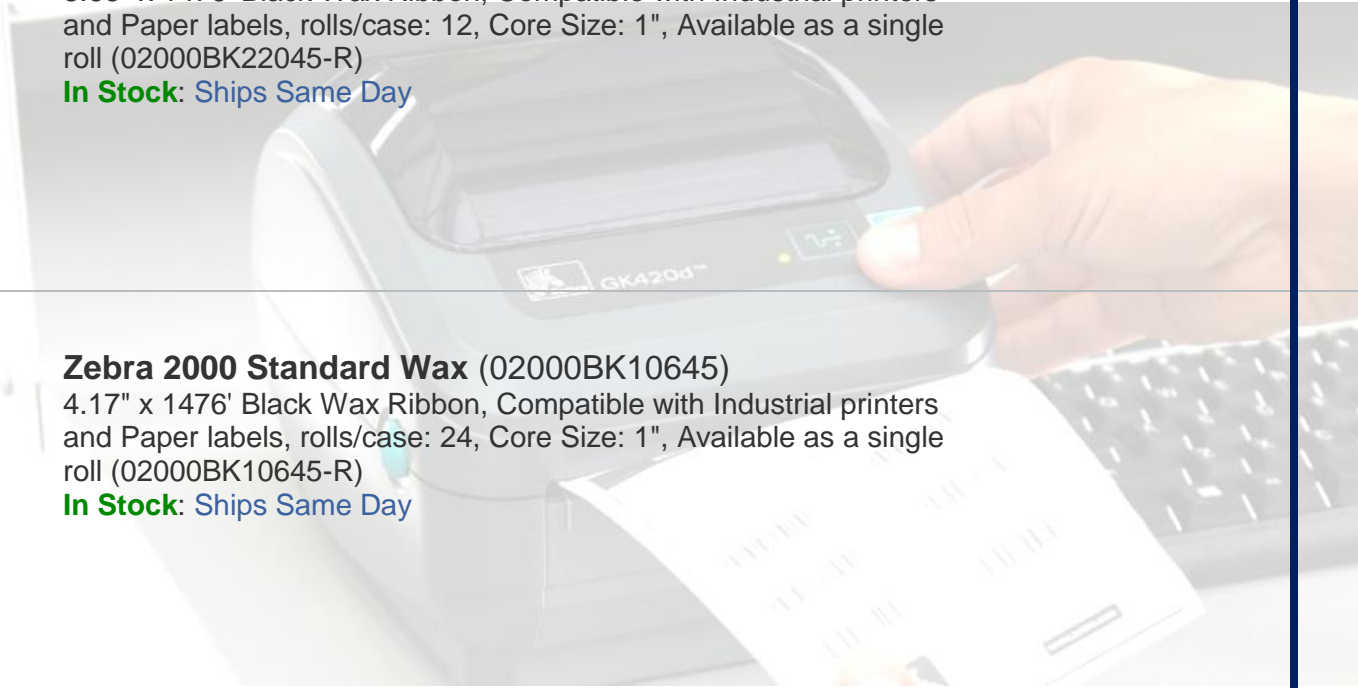 and Paper labels, rolls/case: 12, Core Size: 1", Available as a single
roll (02000BK22045-R)
In Stock: Ships Same Day
GK420d™
Zebra 2000 Standard Wax (02000BK10645)
4.17" x 1476' Black Wax Ribbon, Compatible with Industrial printers
and Paper labels, rolls/case: 24, Core Size: 1", Available as a single
roll (02000BK10645-R)
In Stock: Ships Same Day